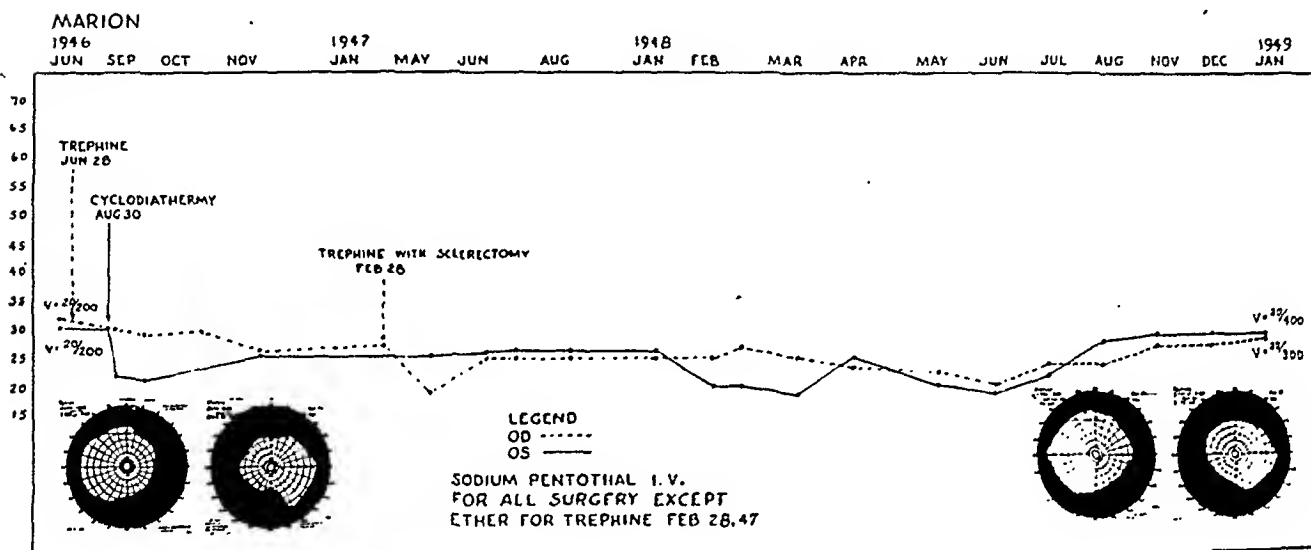 MARION
1946 1947 1948 1949
JUN SEP OCT NOV JAN MAY JUN AUG JAN FEB MAR APR MAY JUN JUL AUG NOV DEC JAN
70
65
60
55
50
45
40
35
30
25
20
15
TREPHINE
JUN 28
CYCLODIATHERMY
AUG 30
TREPHINE WITH SCLERECTOMY
FEB 28
V= 20/200
V= 20/200
V= 20/400
V= 20/300
LEGEND
OD
OS
SODIUM PENTOTHAL I.V.
FOR ALL SURGERY EXCEPT
ETHER FOR TREPHINE FEB 28.47